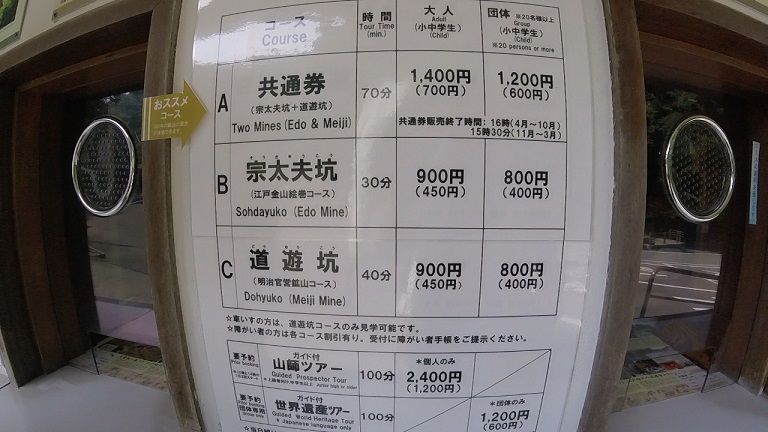 コース
Course
時間
Tour Time
(min.)
大人
Adult
(小中学生)
(Child)
団体 ※20名様以上
Group
(小中学生)
(Child)
※20 persons or more
おススメ
コース
A
共通券
(宗太夫坑+道遊坑)
Two Mines (Edo & Meiji)
70分
1,400円
(700円)
1,200円
(600円)
共通券販売終了時間: 16時(4月~10月)
15時30分(11月~3月)
B
宗太夫坑
(江戸金山絵巻コース)
Sohdayuko (Edo Mine)
30分
900円
(450円)
800円
(400円)
C
どうゆうこう
道遊坑
(明治官営鉱山コース)
Dohyuko (Meiji Mine)
40分
900円
(450円)
800円
(400円)
☆車いすの方は、道遊坑コースのみ見学可能です。
☆障がい者の方は各コース割引有り。受付に障がい者手帳をご提示ください。
要予約
ガイド付
山師ツアー
Guided Prospector Tour
100分
*個人のみ
2,400円
(1,200円)
要予約
団体専用
ガイド付
世界遺産ツアー
Guided World Heritage Tour
* Japanese language only
100分
*団体のみ
1,200円
(600円)